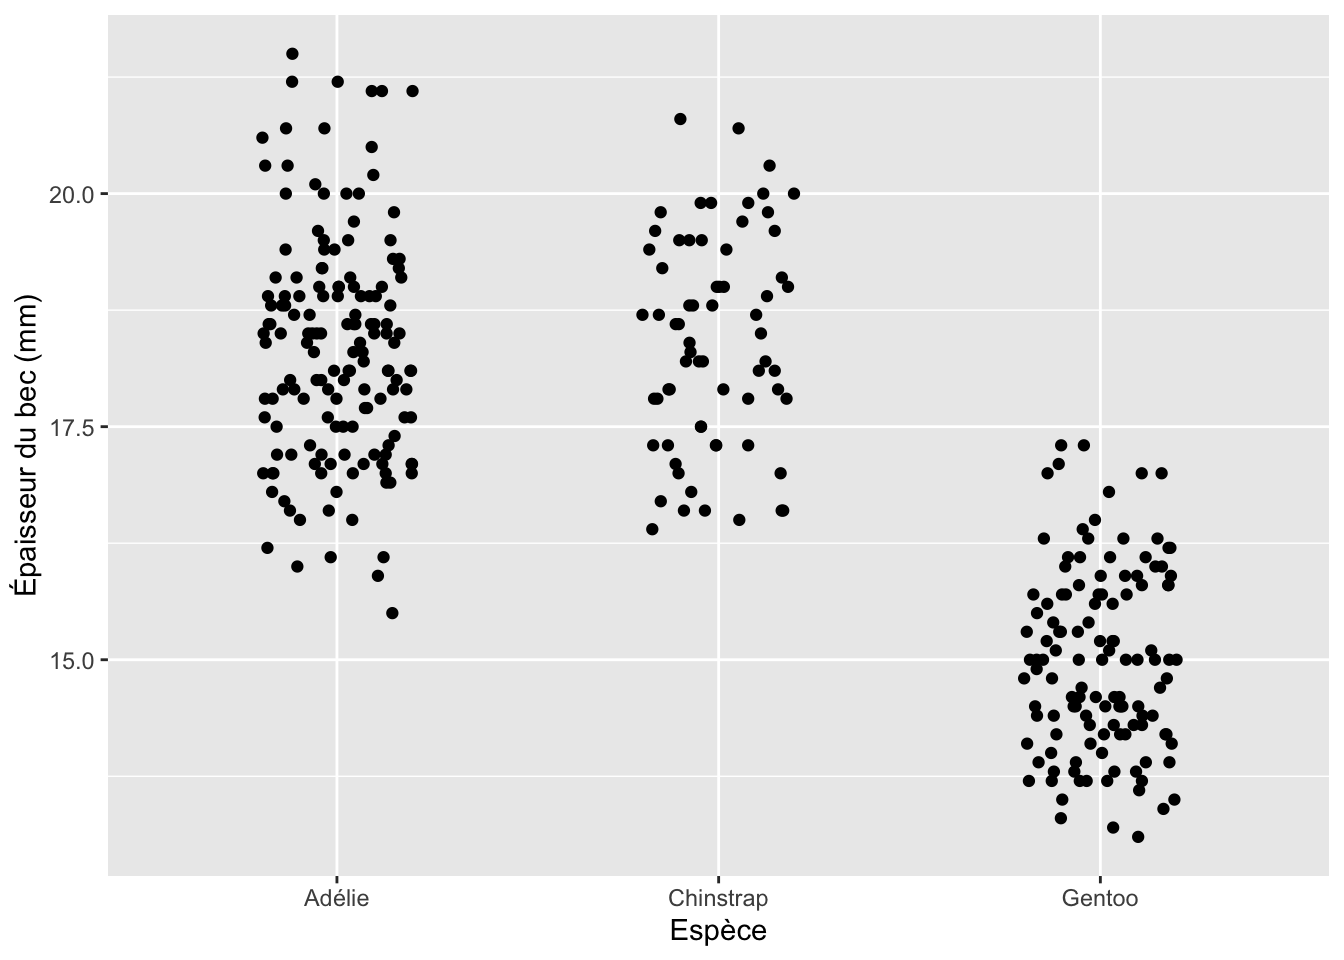 Épaisseur du bec (mm)
20.0
17.5
15.0
Adélie
Chinstrap
Gentoo
Espèce